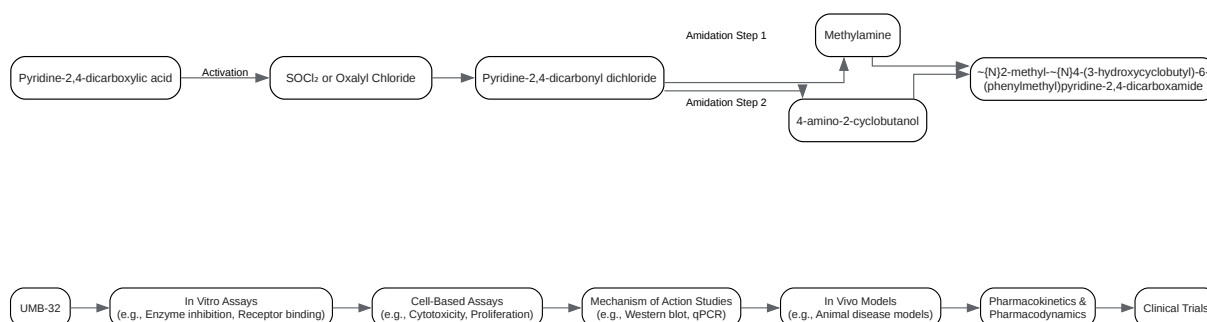 Amidation Step 1
Methylamine
Pyridine-2,4-dicarboxylic acid
Activation
SOCl₂ or Oxalyl Chloride
Pyridine-2,4-dicarbonyl dichloride
~{N}2-methyl-~{N}4-(3-hydroxycyclobutyl)-6-
(phenylmethyl)pyridine-2,4-dicarboxamide
Amidation Step 2
4-amino-2-cyclobutanol
UMB-32
In Vitro Assays
(e.g., Enzyme inhibition, Receptor binding)
Cell-Based Assays
(e.g., Cytotoxicity, Proliferation)
Mechanism of Action Studies
(e.g., Western blot, qPCR)
In Vivo Models
(e.g., Animal disease models)
Pharmacokinetics &
Pharmacodynamics
Clinical Trials